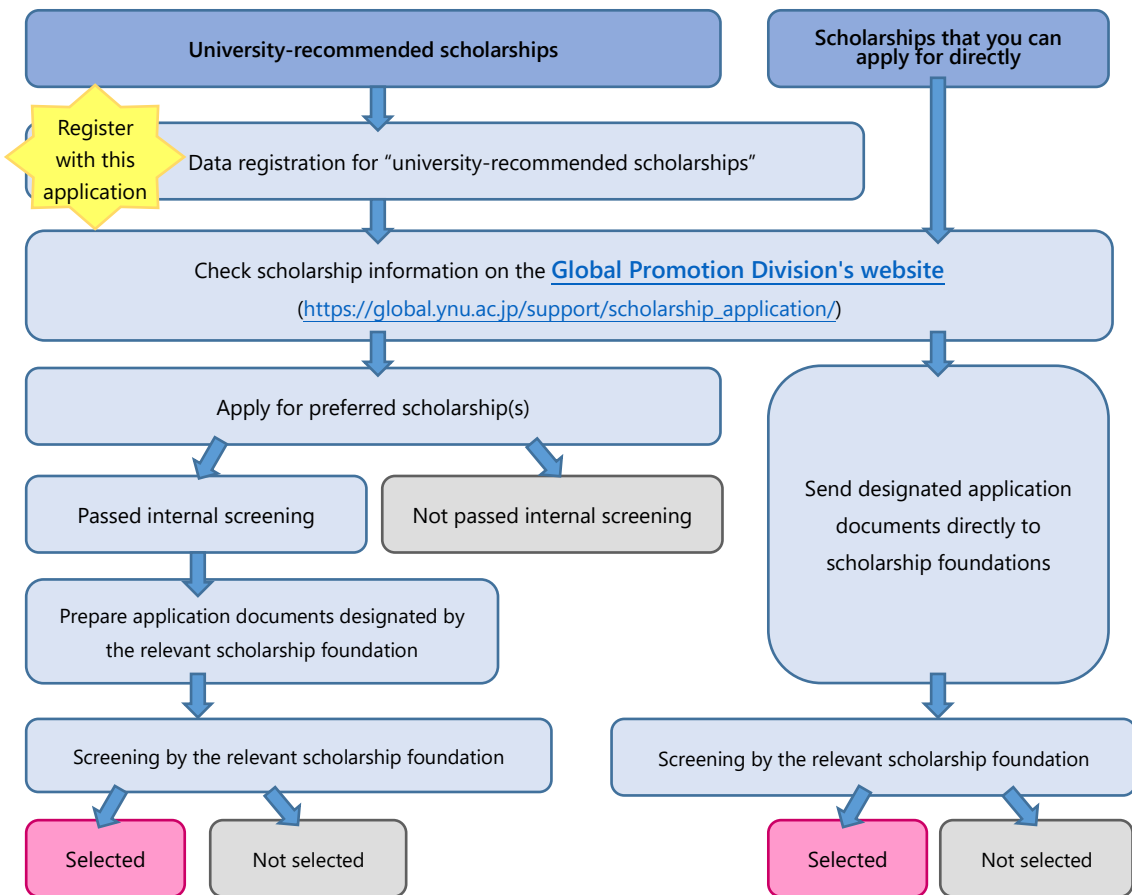 University-recommended scholarships
Scholarships that you can
apply for directly
Register
with this
application
Data registration for “university-recommended scholarships”
Check scholarship information on the Global Promotion Division's website
(https://global.ynu.ac.jp/support/scholarship_application/)
Apply for preferred scholarship(s)
Passed internal screening
Not passed internal screening
Send designated application
documents directly to
scholarship foundations
Prepare application documents designated by
the relevant scholarship foundation
Screening by the relevant scholarship foundation
Screening by the relevant scholarship foundation
Selected
Not selected
Selected
Not selected